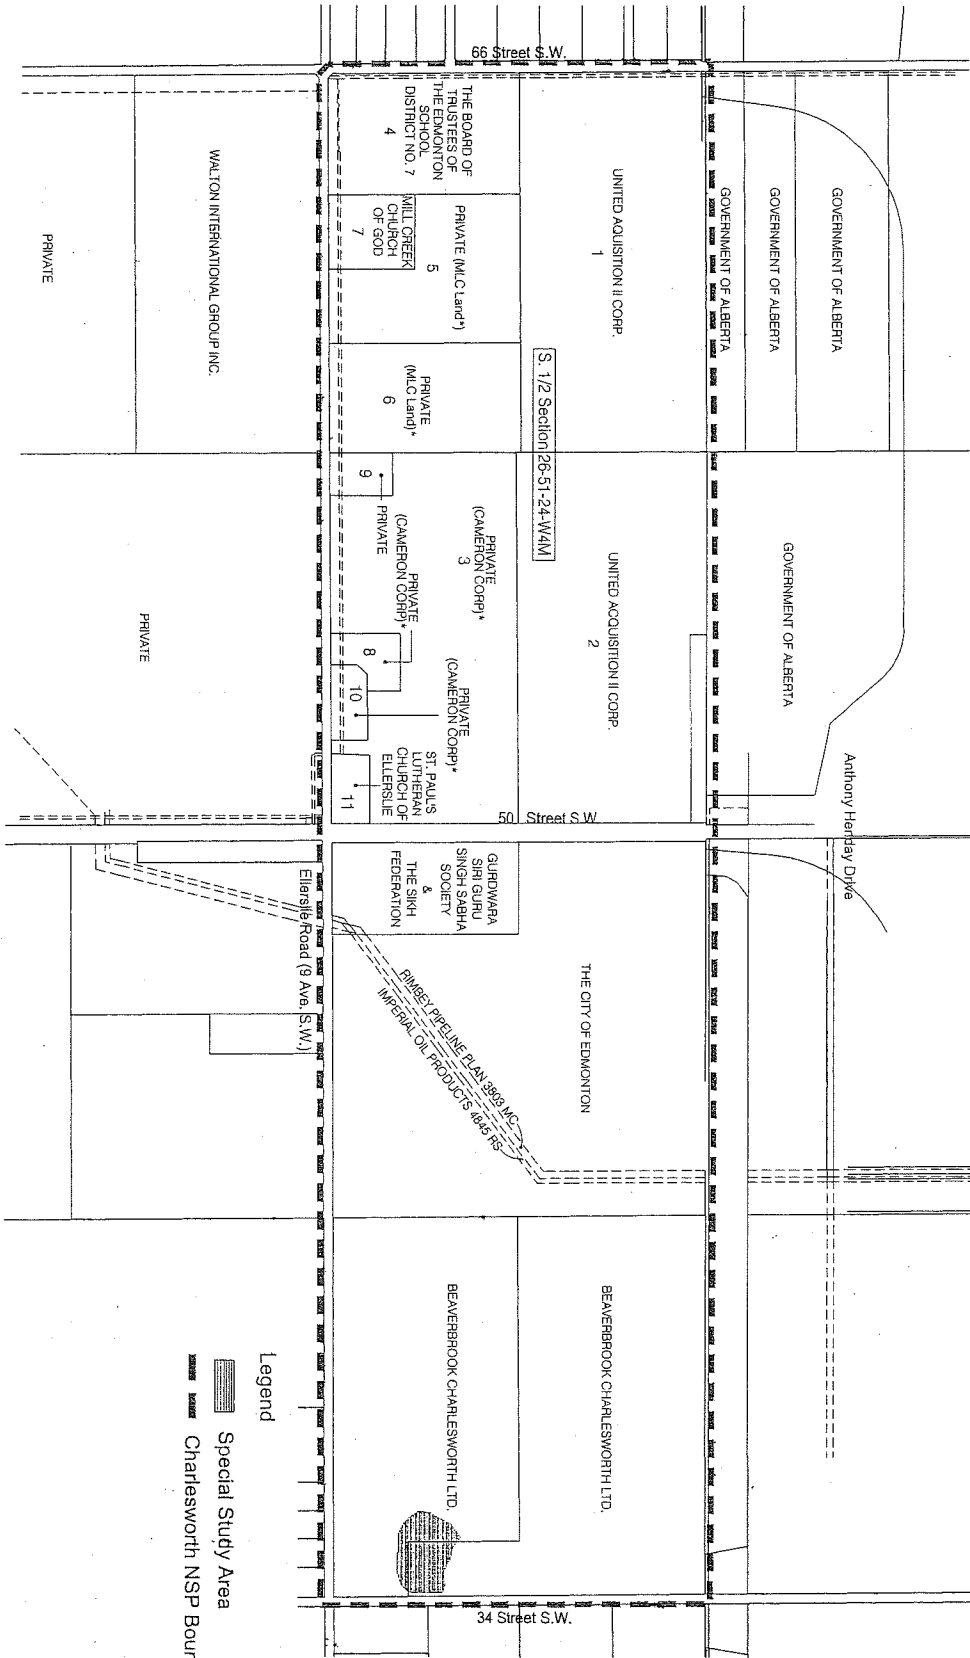 66 Street S.W.
THE BOARD OF
TRUSTEES OF
THE EDMONTON
SCHOOL
DISTRICT NO. 7
4
PRIVATE (MLC Land*)
5
MILL CREEK
CHURCH
OF GOD
7
PRIVATE
(MLC Land)*
6
UNITED AQUISITION II CORP.
1
S. 1/2 Section 26-51-24-W4M
GOVERNMENT OF ALBERTA
GOVERNMENT OF ALBERTA
GOVERNMENT OF ALBERTA
WALTON INTERNATIONAL GROUP INC.
PRIVATE
9
PRIVATE
PRIVATE
(CAMERON CORP)*
8
PRIVATE
(CAMERON CORP)*
3
PRIVATE
(CAMERON CORP)*
10
ST. PAUL'S
LUTHERAN
CHURCH OF
ELLERSLIE
11
UNITED ACQUISITION II CORP.
2
GOVERNMENT OF ALBERTA
PRIVATE
Anthony Henday Drive
50 Street S.W.
GURDWARA
SIRI GURU
SINGH SABHA
SOCIETY
&
THE SIKH
FEDERATION
THE CITY OF EDMONTON
Ellerslie Road (9 Ave. S.W.)
RIMBEY PIPELINE PLAN 3803 MC
IMPERIAL OIL PRODUCTS 4845 RS
BEAVERBROOK CHARLESWORTH LTD.
BEAVERBROOK CHARLESWORTH LTD.
34 Street S.W.
Legend
Special Study Area
Charlesworth NSP Bour